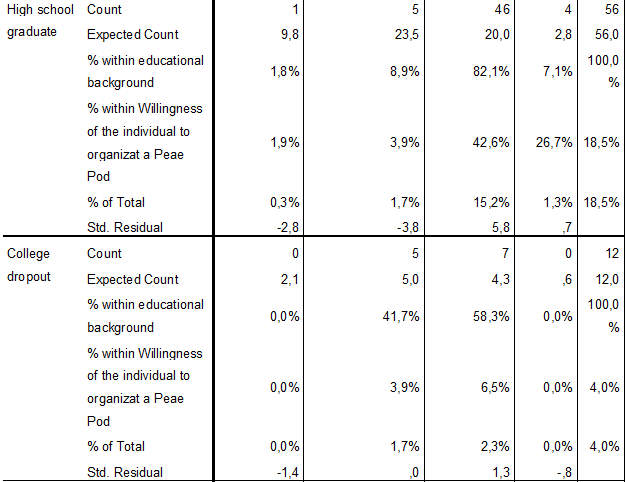 High school Count 1 5 46 4 56
graduate Expected Count 9,8 23,5 20,0 2,8 56,0
% within educational 1,8% 8,9% 82,1% 7,1% 100,0
background %
% within Willingness
of the individual to
organizat a Peae 1,9% 3,9% 42,6% 26,7% 18,5%
Pod
% of Total 0,3% 1,7% 15,2% 1,3% 18,5%
Std. Residual -2,8 -3,8 5,8 ,7
College Count 0 5 7 0 12
dropout Expected Count 2,1 5,0 4,3 ,6 12,0
% within educational 0,0% 41,7% 58,3% 0,0% 100,0
background %
% within Willingness
of the individual to
organizat a Peae 0,0% 3,9% 6,5% 0,0% 4,0%
Pod
% of Total 0,0% 1,7% 2,3% 0,0% 4,0%
Std. Residual -1,4 ,0 1,3 -,8